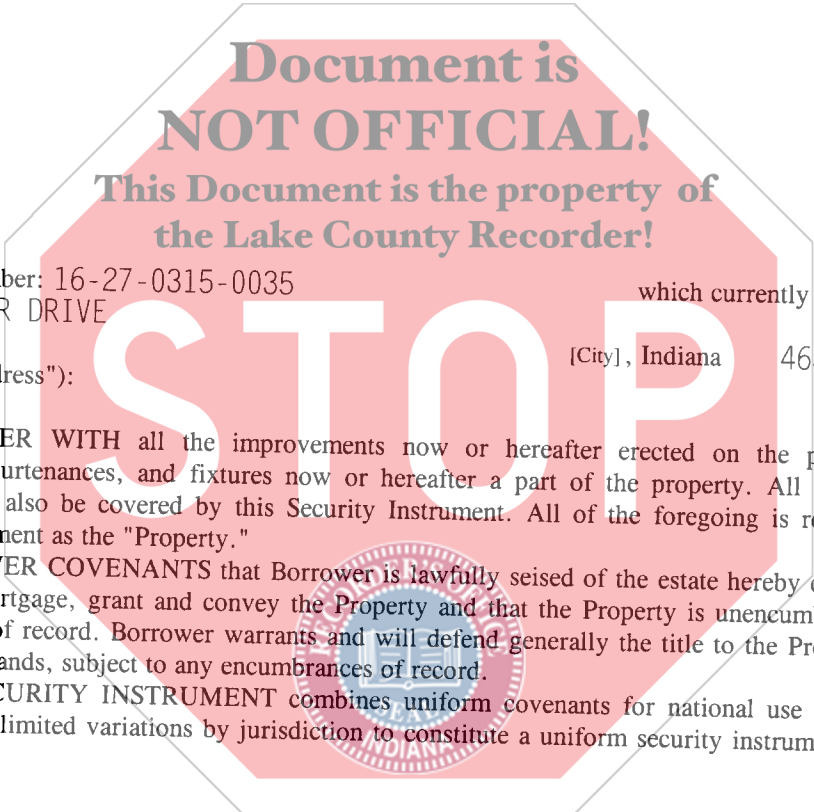 Document is
NOT OFFICIAL!
This Document is the property of
the Lake County Recorder!
ber: 16-27-0315-0035 which currently
R DRIVE
[City], Indiana 46
ress"):
STOP
ER WITH all the improvements now or hereafter erected on the p
urtenances, and fixtures now or hereafter a part of the property. All
also be covered by this Security Instrument. All of the foregoing is re
ment as the "Property."
ER COVENANTS that Borrower is lawfully seised of the estate hereby
rtgage, grant and convey the Property and that the Property is unencum
of record. Borrower warrants and will defend generally the title to the Pro
ands, subject to any encumbrances of record.
CURITY INSTRUMENT combines uniform covenants for national use
limited variations by jurisdiction to constitute a uniform security instrum
SEAL
INDIANA